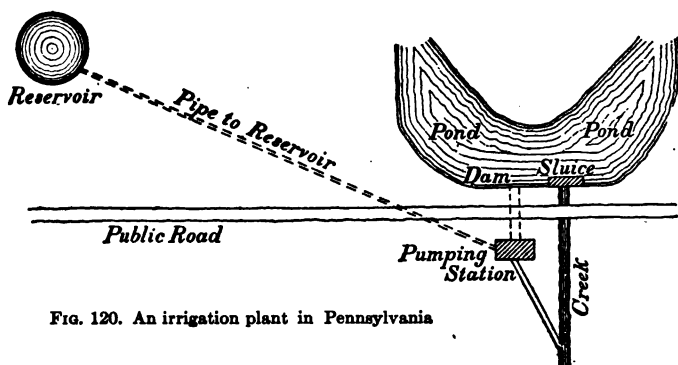 Reservoir
Pipe to Reservoir
Pond
Pond
Dam
Sluice
Public Road
Pumping
Station
Creek
FIG. 120. An irrigation plant in Pennsylvania